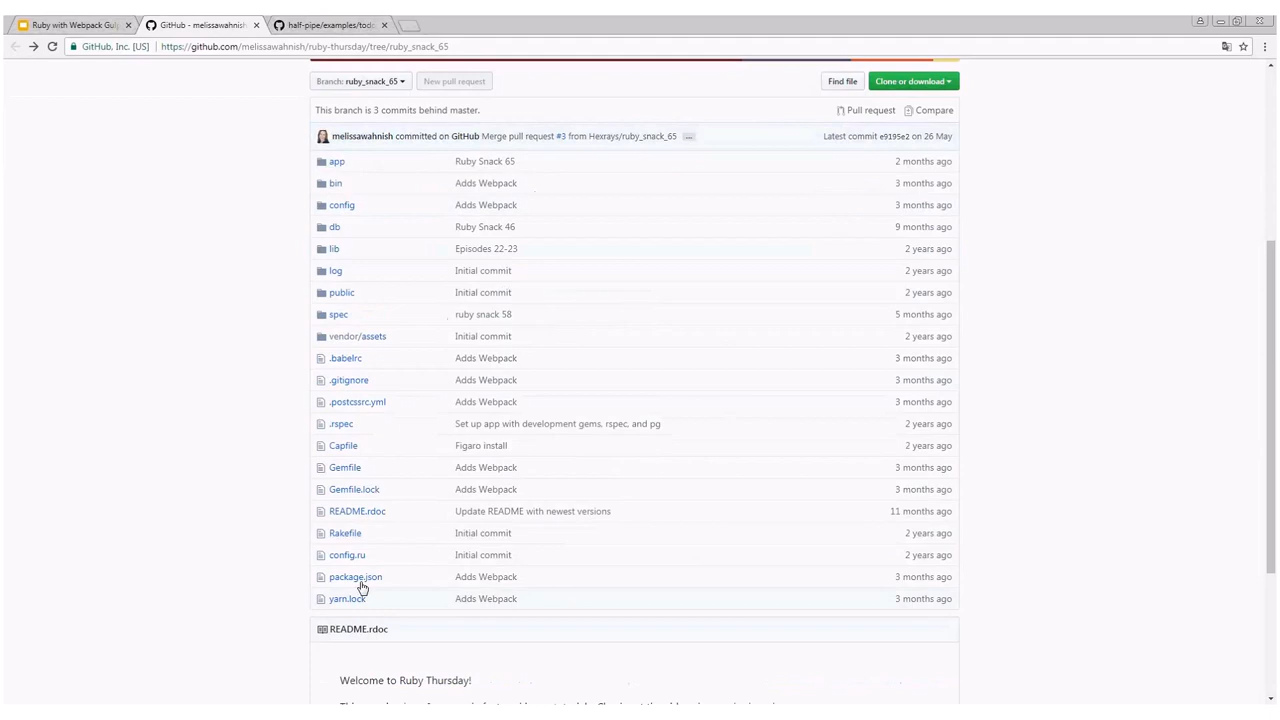 Ruby with Webpack Gulp
GitHub - melissawahnish
half-pipe/examples/todo
GitHub, Inc. [US] https://github.com/melissawahnish/ruby-thursday/tree/ruby_snack_65
Branch: ruby_snack_65 New pull request Find file Clone or download
This branch is 3 commits behind master. Pull request Compare
melissawahnish committed on GitHub Merge pull request #3 from Hexrays/ruby_snack_65 ... Latest commit e9195e2 on 26 May
app Ruby Snack 65 2 months ago
bin Adds Webpack 3 months ago
config Adds Webpack 3 months ago
db Ruby Snack 46 9 months ago
lib Episodes 22-23 2 years ago
log Initial commit 2 years ago
public Initial commit 2 years ago
spec ruby snack 58 5 months ago
vendor/assets Initial commit 2 years ago
.babelrc Adds Webpack 3 months ago
.gitignore Adds Webpack 3 months ago
.postcssrc.yml Adds Webpack 3 months ago
.rspec Set up app with development gems, rspec, and pg 2 years ago
Capfile Figaro install 2 years ago
Gemfile Adds Webpack 3 months ago
Gemfile.lock Adds Webpack 3 months ago
README.rdoc Update README with newest versions 11 months ago
Rakefile Initial commit 2 years ago
config.ru Initial commit 2 years ago
package.json Adds Webpack 3 months ago
yarn.lock Adds Webpack 3 months ago
README.rdoc
Welcome to Ruby Thursday!